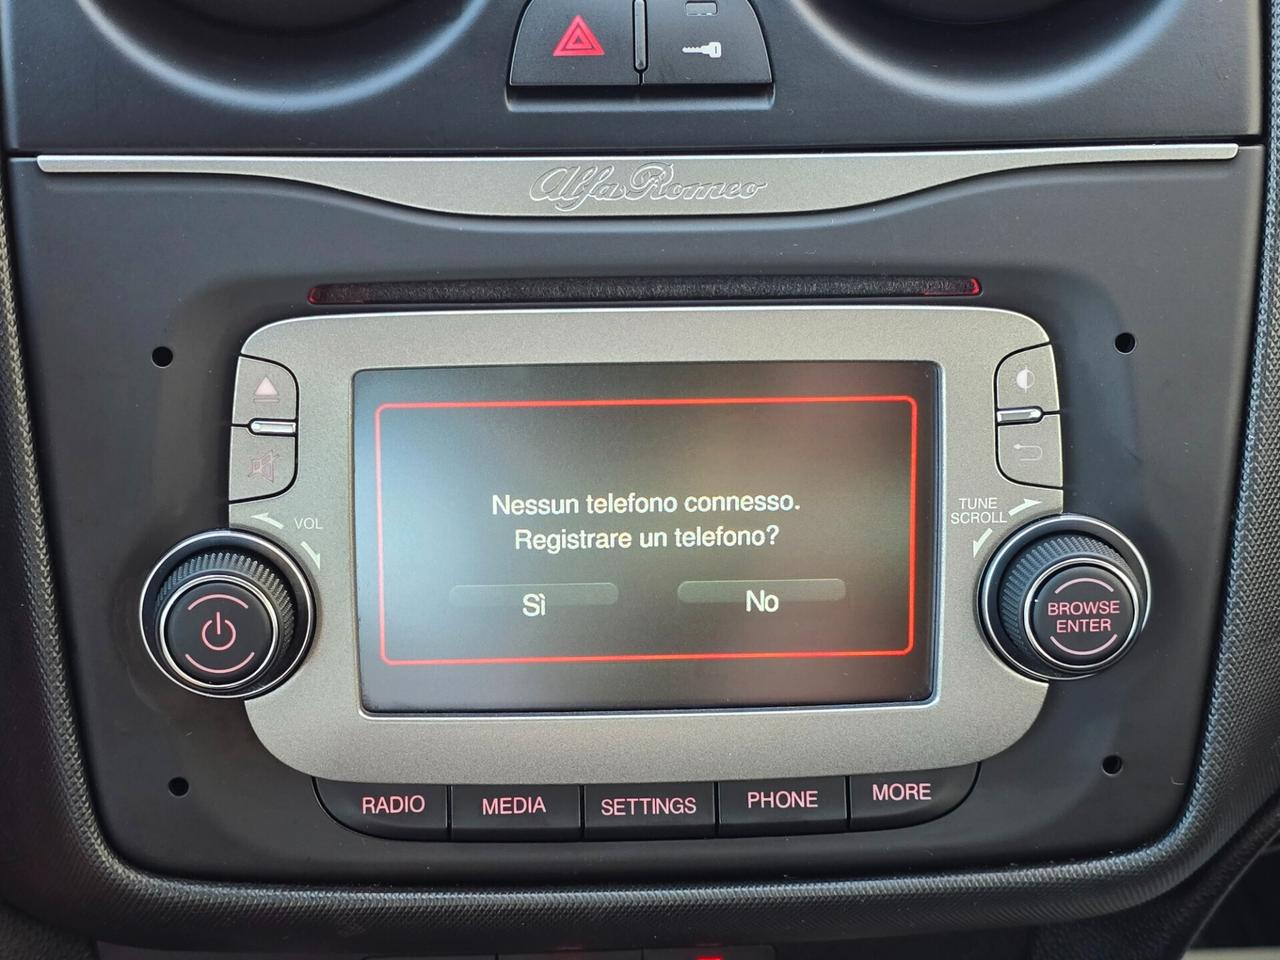 Alfa Romeo
VOL
TUNE
SCROLL
Nessun telefono connesso.
Registrare un telefono?
Sì
No
BROWSE
ENTER
RADIO
MEDIA
SETTINGS
PHONE
MORE